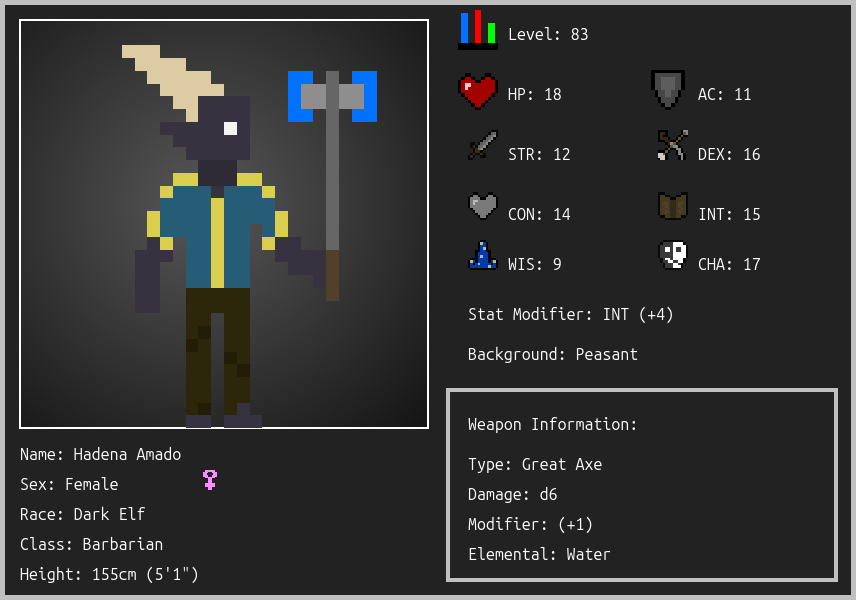 Level: 83
HP: 18
AC: 11
STR: 12
DEX: 16
CON: 14
INT: 15
WIS: 9
CHA: 17
Stat Modifier: INT (+4)
Background: Peasant
Weapon Information:
Type: Great Axe
Damage: d6
Modifier: (+1)
Elemental: Water
Name: Hadena Amado
Sex: Female
Race: Dark Elf
Class: Barbarian
Height: 155cm (5'1")